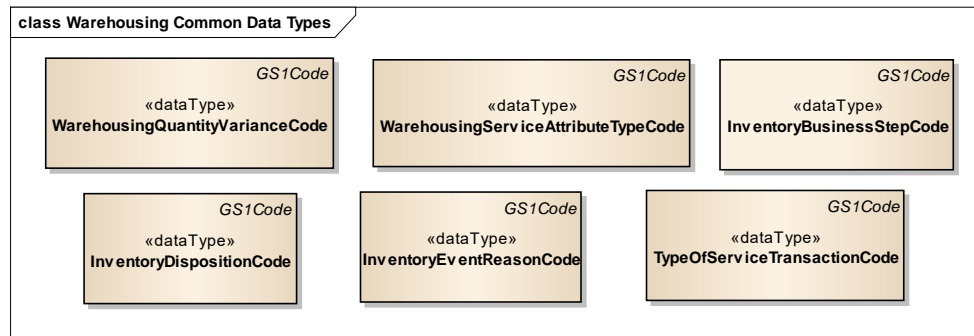 class Warehousing Common Data Types
GS1Code
«dataType»
WarehousingQuantityVarianceCode
GS1Code
«dataType»
WarehousingServiceAttributeTypeCode
GS1Code
«dataType»
InventoryBusinessStepCode
GS1Code
«dataType»
InventoryDispositionCode
GS1Code
«dataType»
InventoryEventReasonCode
GS1Code
«dataType»
TypeOfServiceTransactionCode